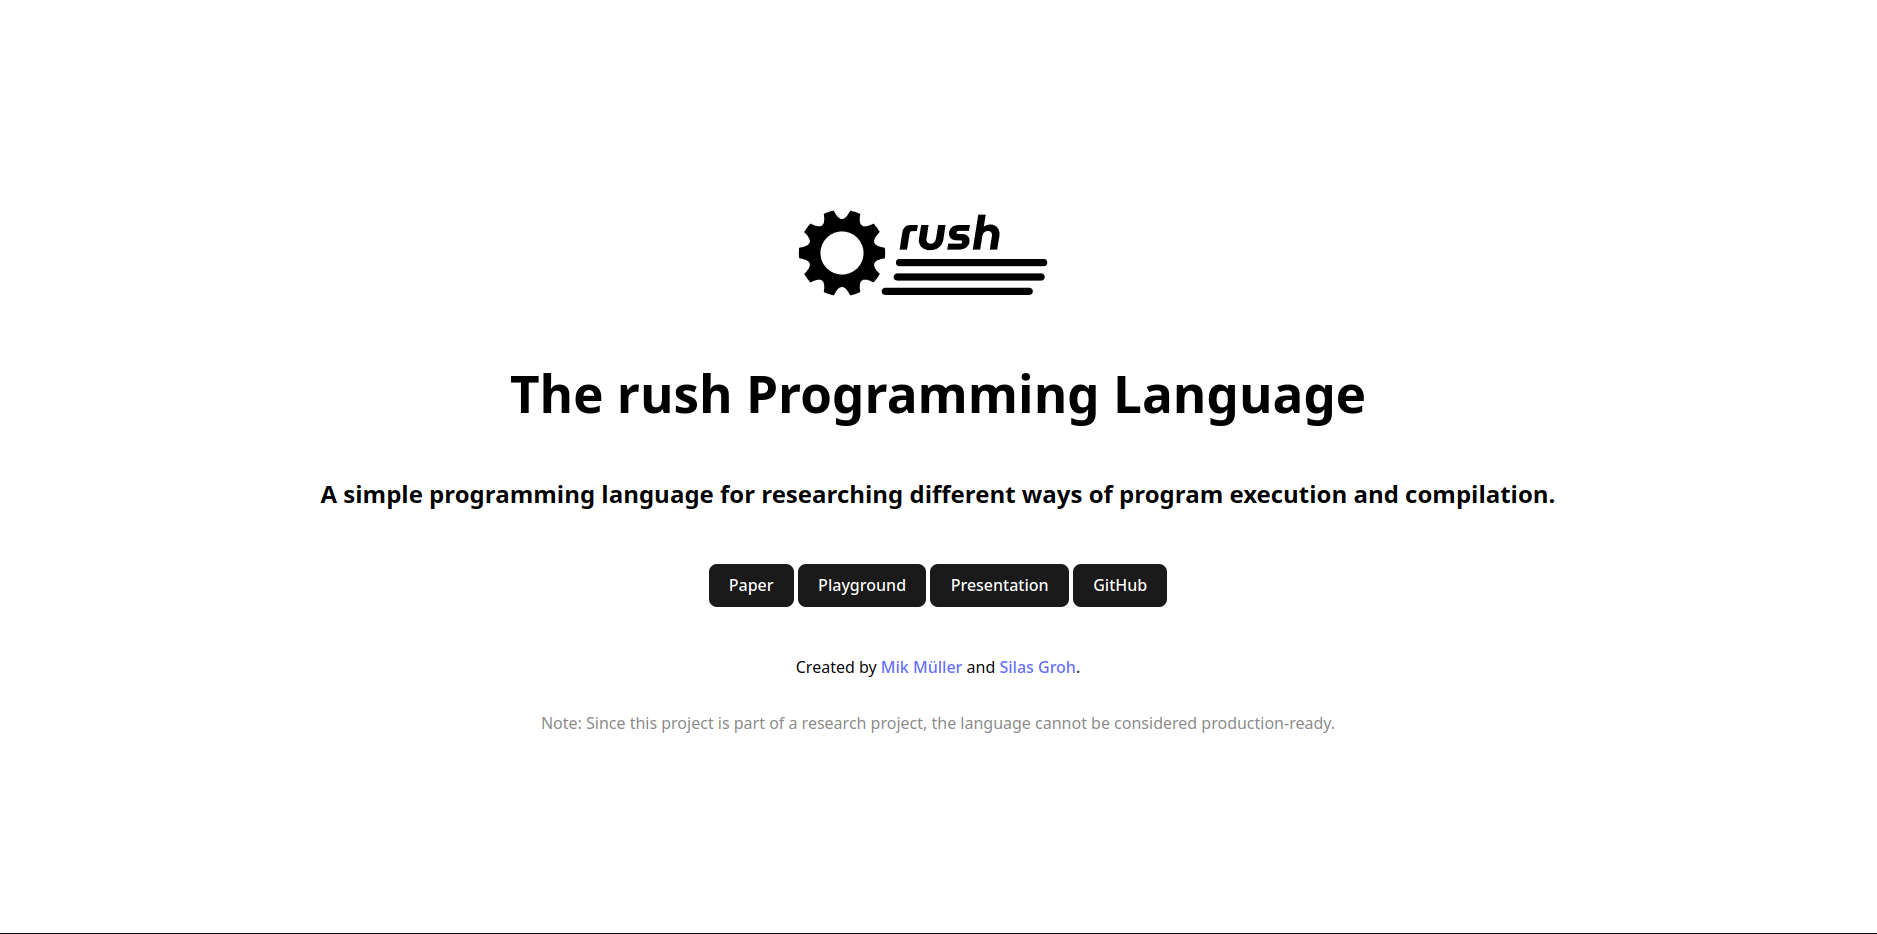 rush
The rush Programming Language
A simple programming language for researching different ways of program execution and compilation.
Paper Playground Presentation GitHub
Created by Mik Müller and Silas Groh.
Note: Since this project is part of a research project, the language cannot be considered production-ready.